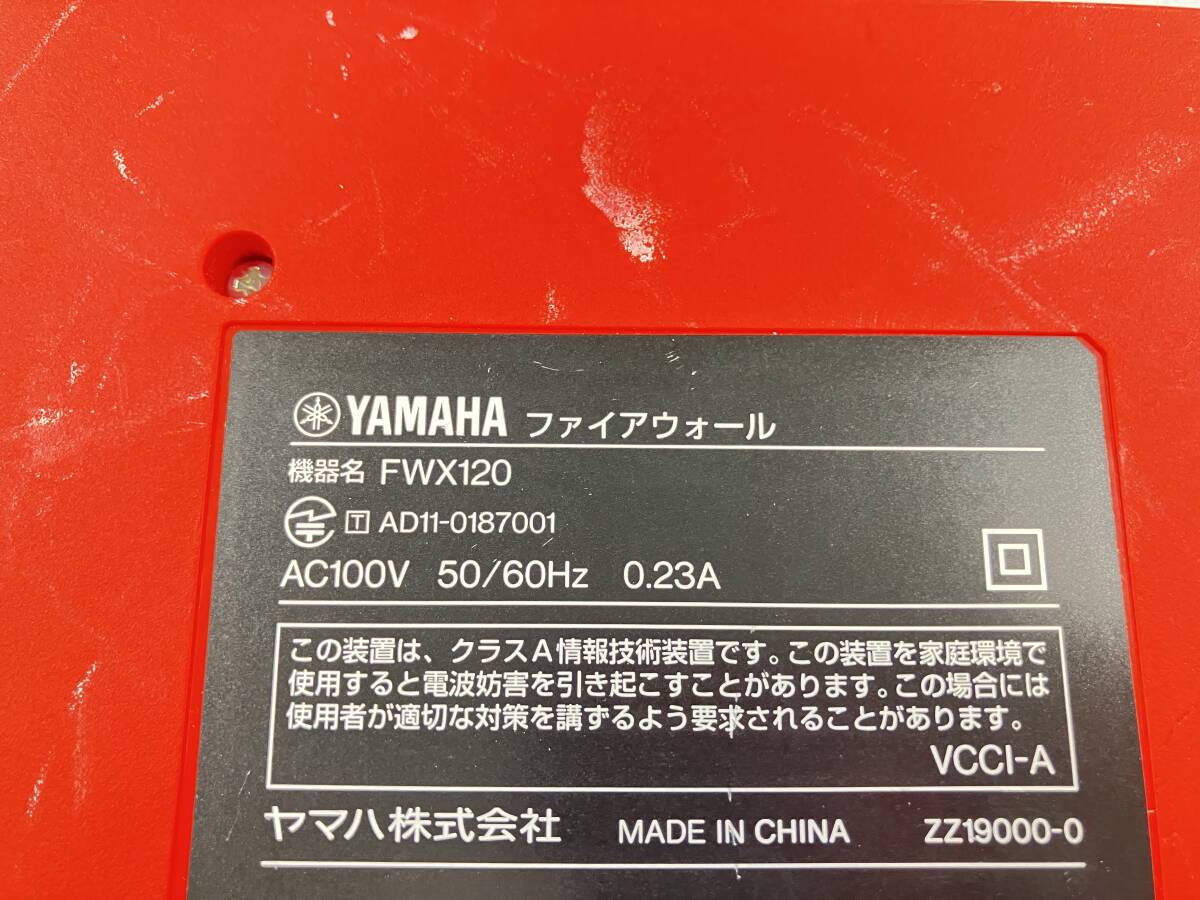 YAMAHA ファイアウォール
機器名 FWX120
T AD11-0187001
AC100V 50/60Hz 0.23A
この装置は、クラスA情報技術装置です。この装置を家庭環境で
使用すると電波妨害を引き起こすことがあります。この場合には
使用者が適切な対策を講ずるよう要求されることがあります。
VCCI-A
ヤマハ株式会社 MADE IN CHINA ZZ19000-0